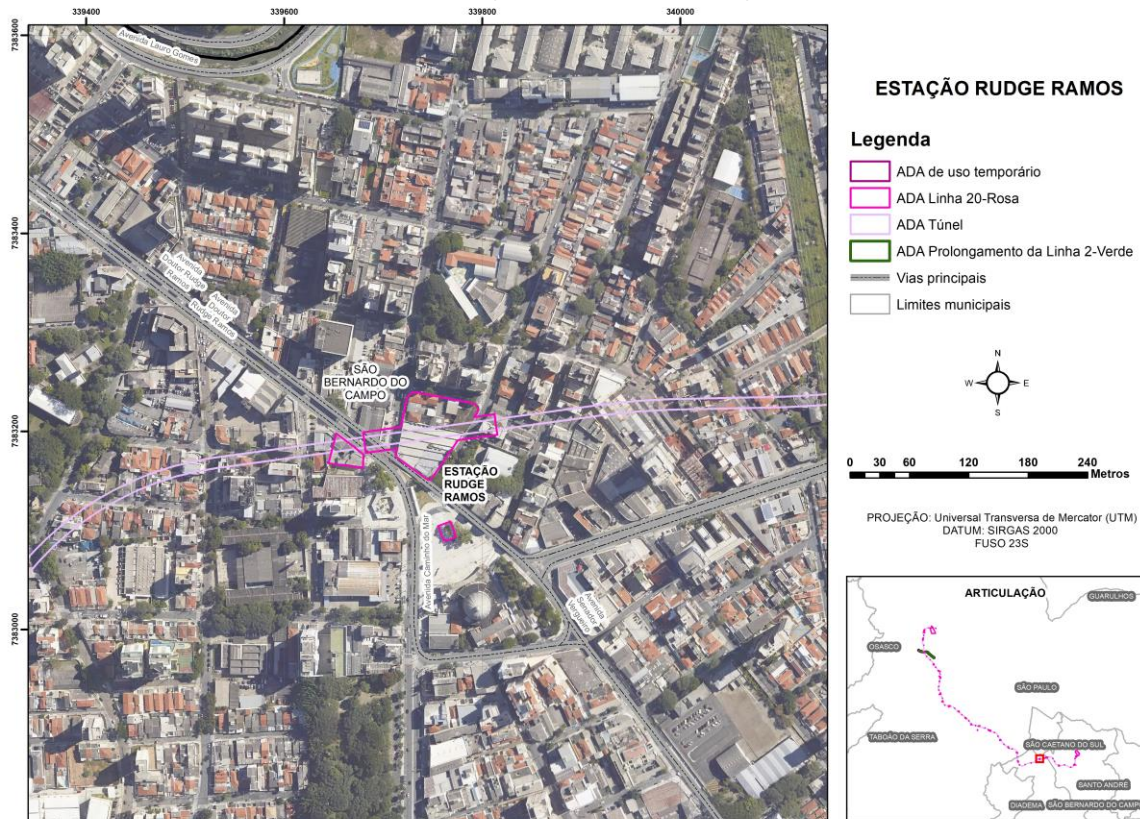 339400
339600
339800
340000
7383600
7383400
7383200
7383000
Avenida Lauro Gomes
Avenida
Doutor Rudge
Ramos
Avenida
Doutor
Rudge Ramos
SÃO
BERNARDO DO
CAMPO
ESTAÇÃO
RUDGE
RAMOS
Avenida Caminho do Mar
Avenida
Senador
Vergueiro
ESTAÇÃO RUDGE RAMOS
Legenda
ADA de uso temporário
ADA Linha 20-Rosa
ADA Túnel
ADA Prolongamento da Linha 2-Verde
Vias principais
Limites municipais
N
W E
S
0 30 60 120 180 240
Metros
PROJEÇÃO: Universal Transversa de Mercator (UTM)
DATUM: SIRGAS 2000
FUSO 23S
ARTICULAÇÃO
GUARULHOS
OSASCO
SÃO PAULO
TABOÃO DA SERRA
SÃO CAETANO DO SUL
SANTO ANDRÉ
DIADEMA
SÃO BERNARDO DO CAMPO